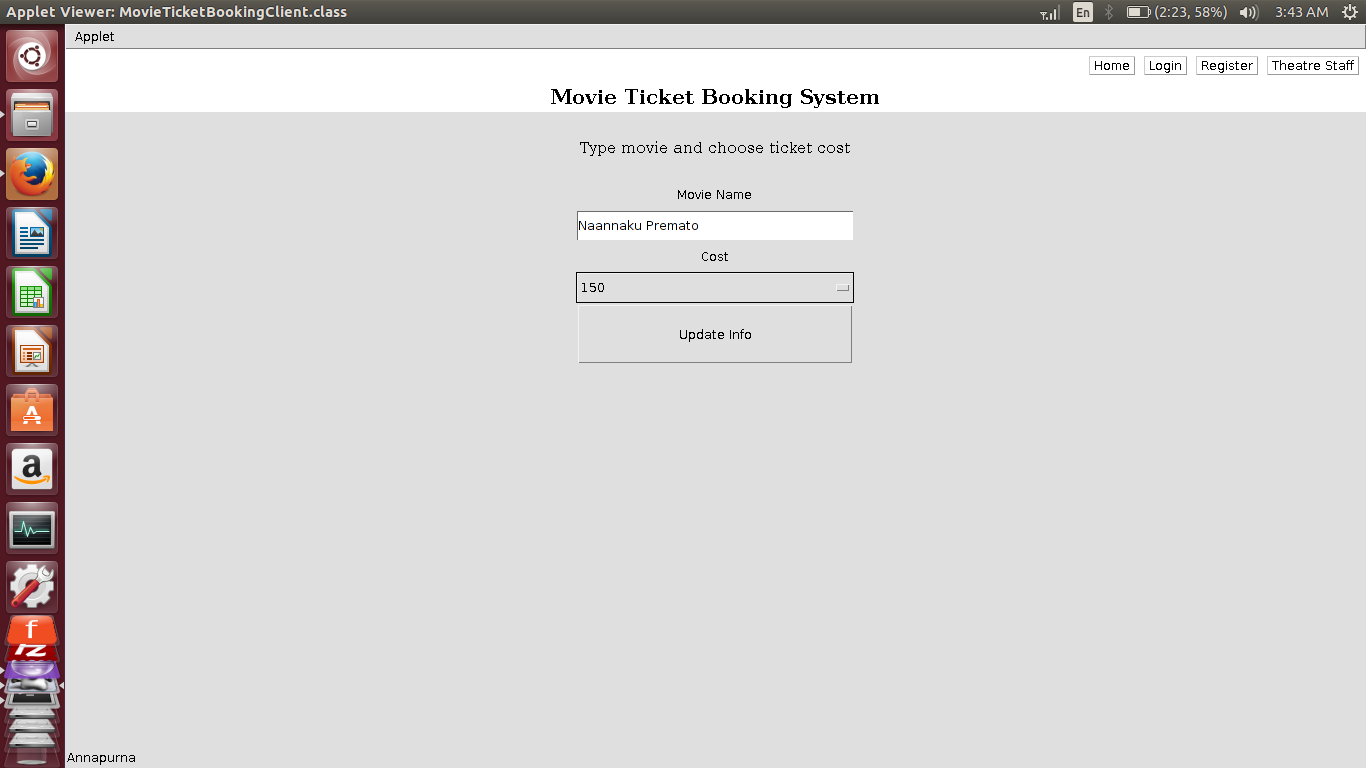 Applet Viewer: MovieTicketBookingClient.class En (2:23, 58%) 3:43 AM
Applet
Home Login Register Theatre Staff
Movie Ticket Booking System
Type movie and choose ticket cost
Movie Name
Naannaku Premato
Cost
150
Update Info
A
a
f
Annapurna